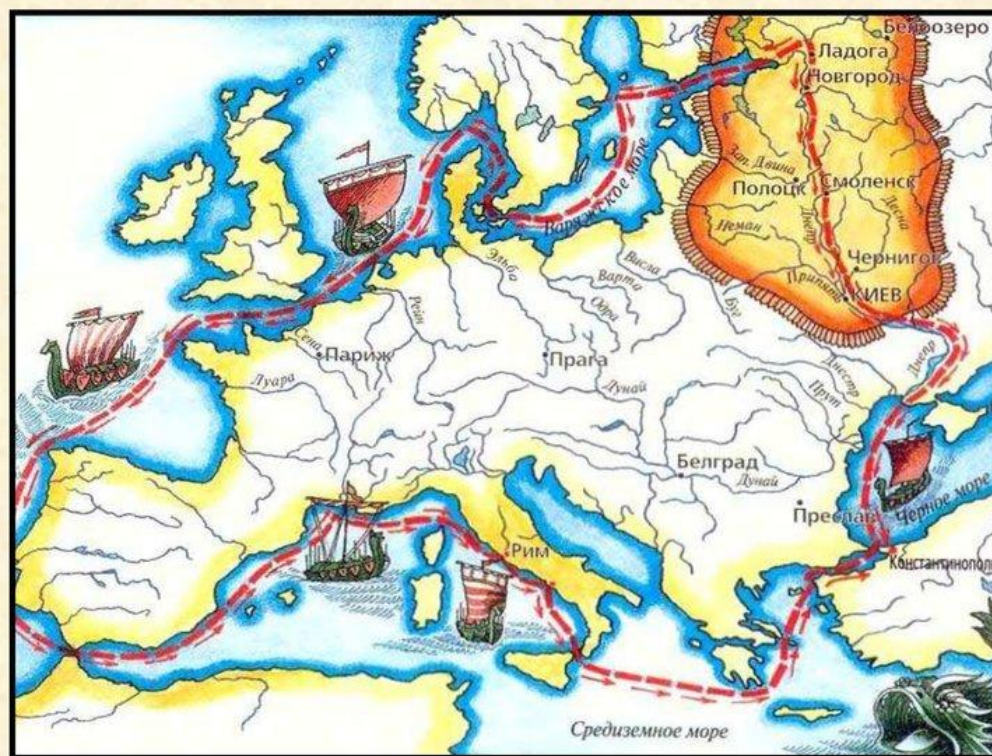 Белоозеро
Ладога
Новгород
Зап. Двина
Полоцк
Смоленск
Десна
Неман
Днепр
Чернигов
Припять
КИЕВ
Варяжское море
Эльба
Висла
Варта
Одра
Буг
Рейн
Сена
Париж
Прага
Луара
Дунай
Днепр
Днестр
Прут
Белград
Дунай
Преслав
Черное море
Рим
Константинополь
Средиземное море